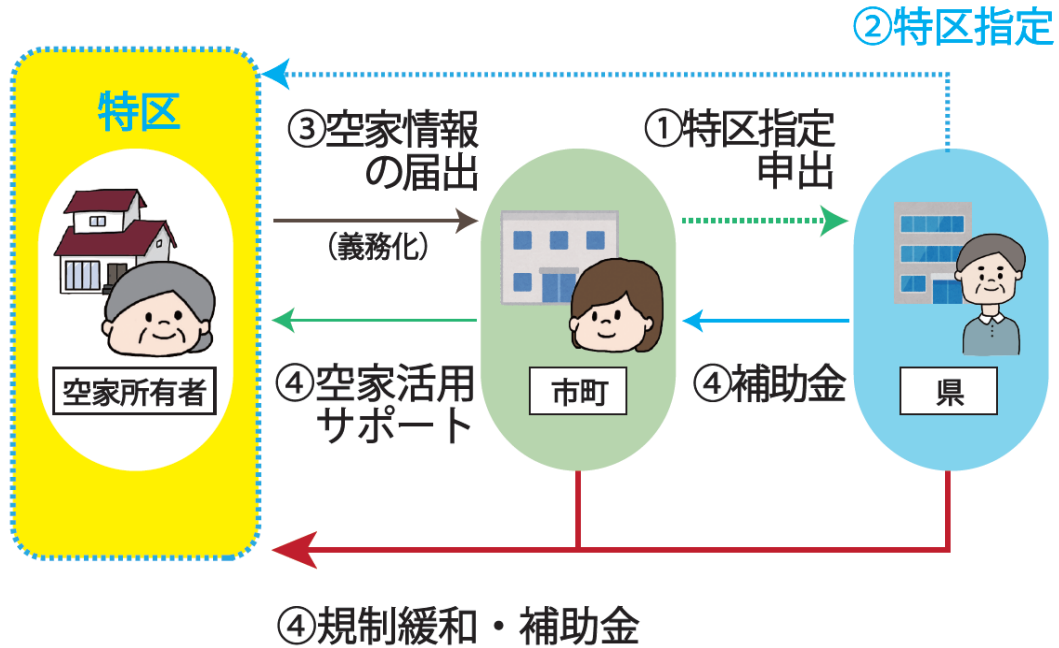 ②特区指定
特区
③空家情報
の届出
(義務化)
①特区指定
申出
空家所有者
市町
県
④空家活用
サポート
④補助金
④規制緩和・補助金